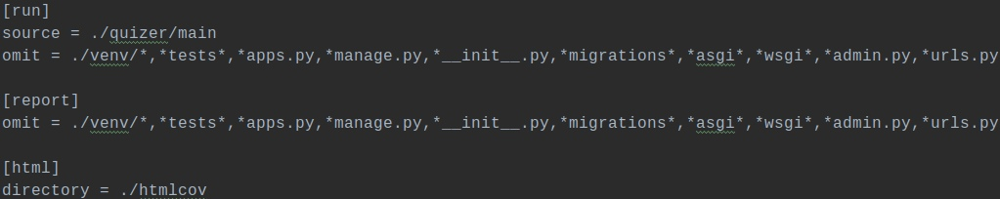 [run]
source = ./quizer/main
omit = ./venv/*,*tests*,*apps.py,*manage.py,*__init__.py,*migrations*,*asgi*,*wsgi*,*admin.py,*urls.py
[report]
omit = ./venv/*,*tests*,*apps.py,*manage.py,*__init__.py,*migrations*,*asgi*,*wsgi*,*admin.py,*urls.py
[html]
directory = ./htmlcov